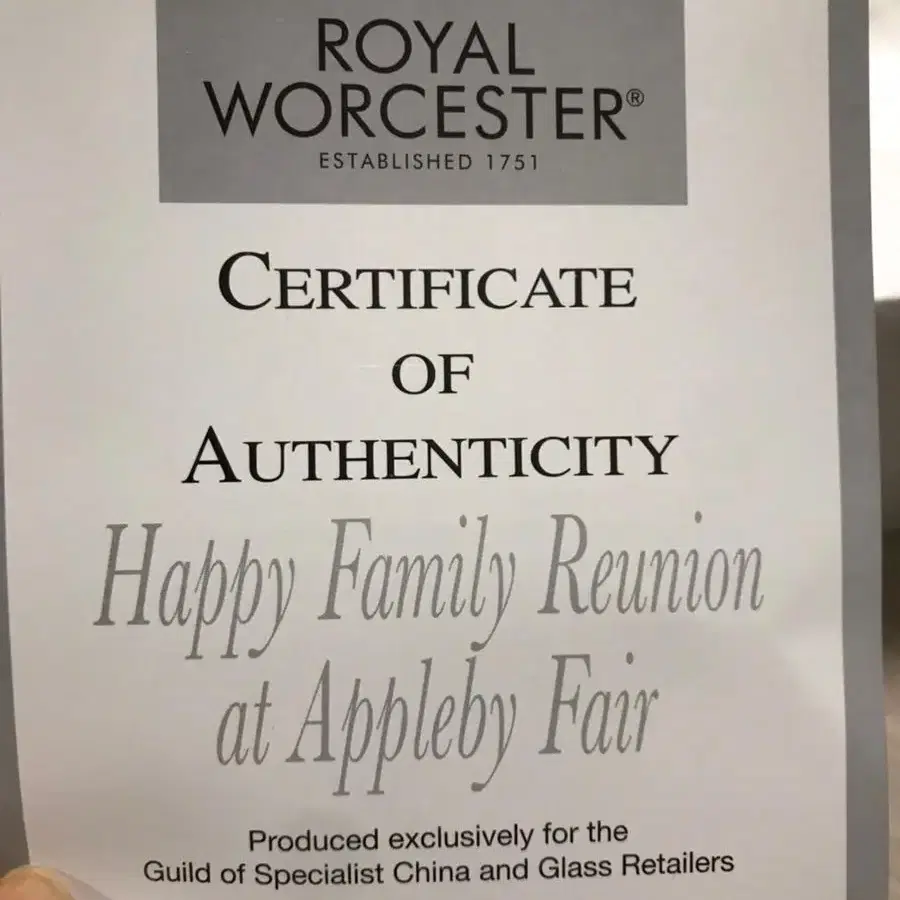 ROYAL
WORCESTER®
ESTABLISHED 1751
CERTIFICATE
OF
AUTHENTICITY
Happy Family Reunion
at Appleby Fair
Produced exclusively for the
Guild of Specialist China and Glass Retailers